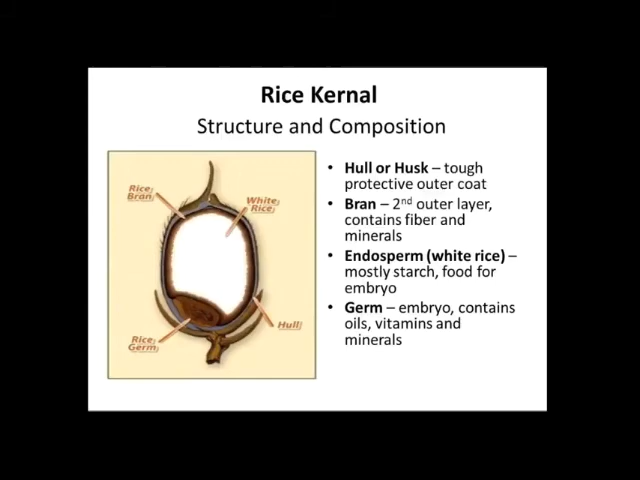 Rice Kernal
Structure and Composition
Rice
Bran
White
Rice
Hull
Rice
Germ
• Hull or Husk – tough
protective outer coat
• Bran – 2nd outer layer,
contains fiber and
minerals
• Endosperm (white rice) –
mostly starch, food for
embryo
• Germ – embryo, contains
oils, vitamins and
minerals